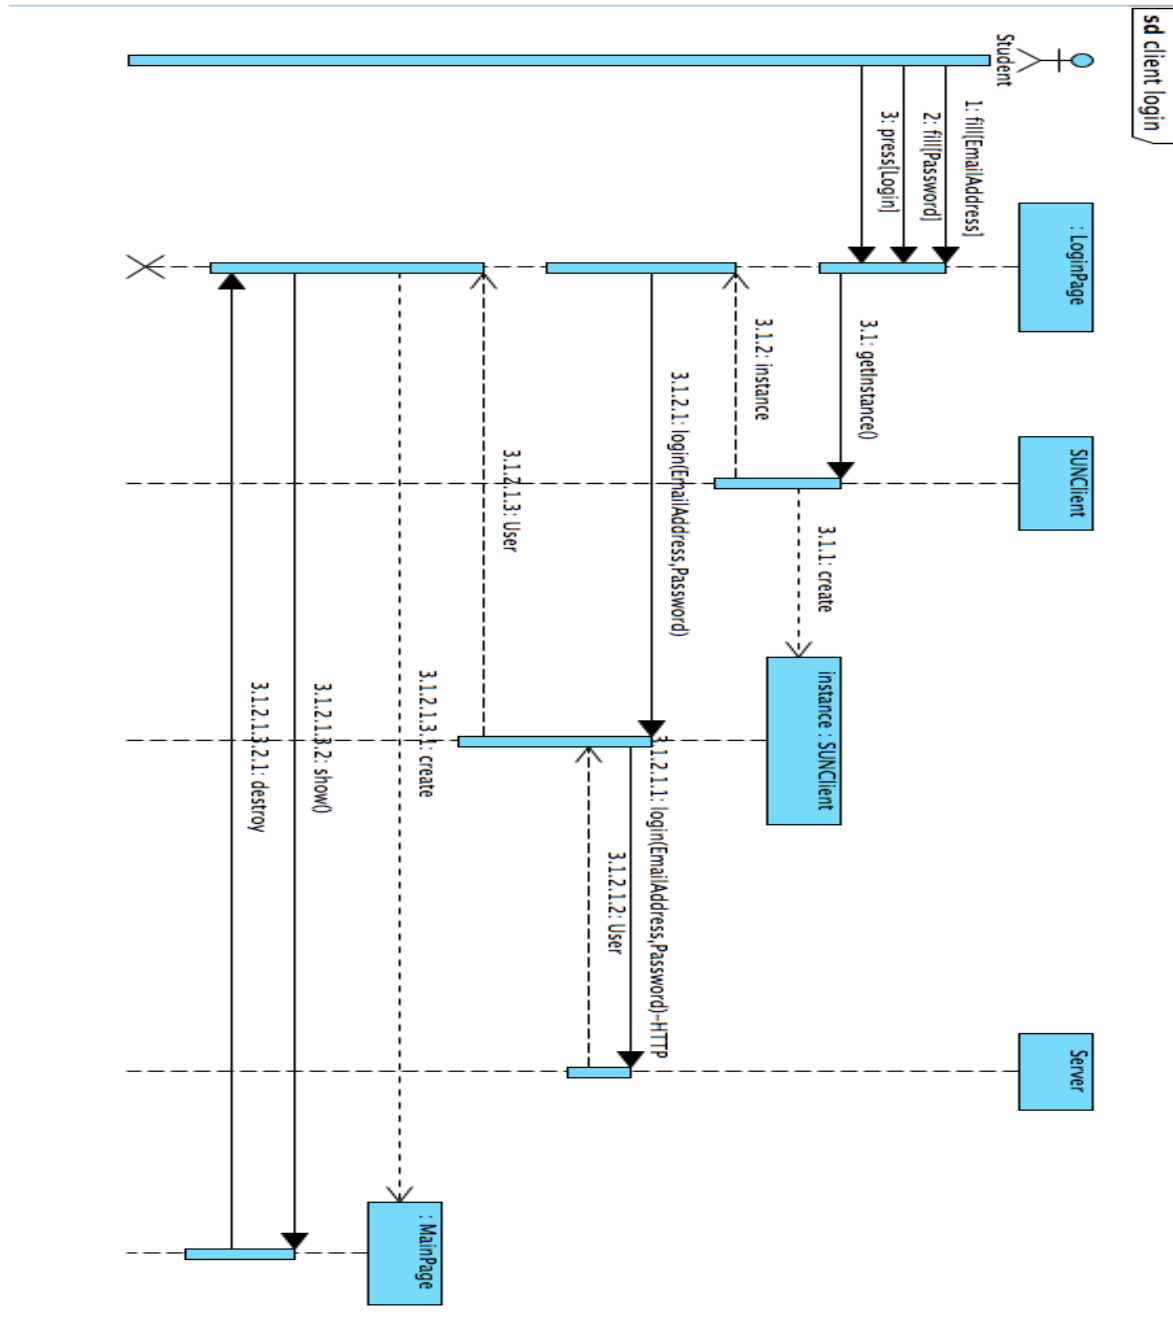 sd client login
Student
: LoginPage
SUNClient
Server
1: fill[EmailAddress]
2: fill[Password]
3: press[Login]
3.1: getInstance()
3.1.1: create
instance : SUNClient
3.1.2: instance
3.1.2.1: login(EmailAddress,Password)
3.1.2.1.1: login(EmailAddress,Password)-HTTP
3.1.2.1.2: User
3.1.2.1.3: User
3.1.2.1.3.1: create
: MainPage
3.1.2.1.3.2: show()
3.1.2.1.3.2.1: destroy